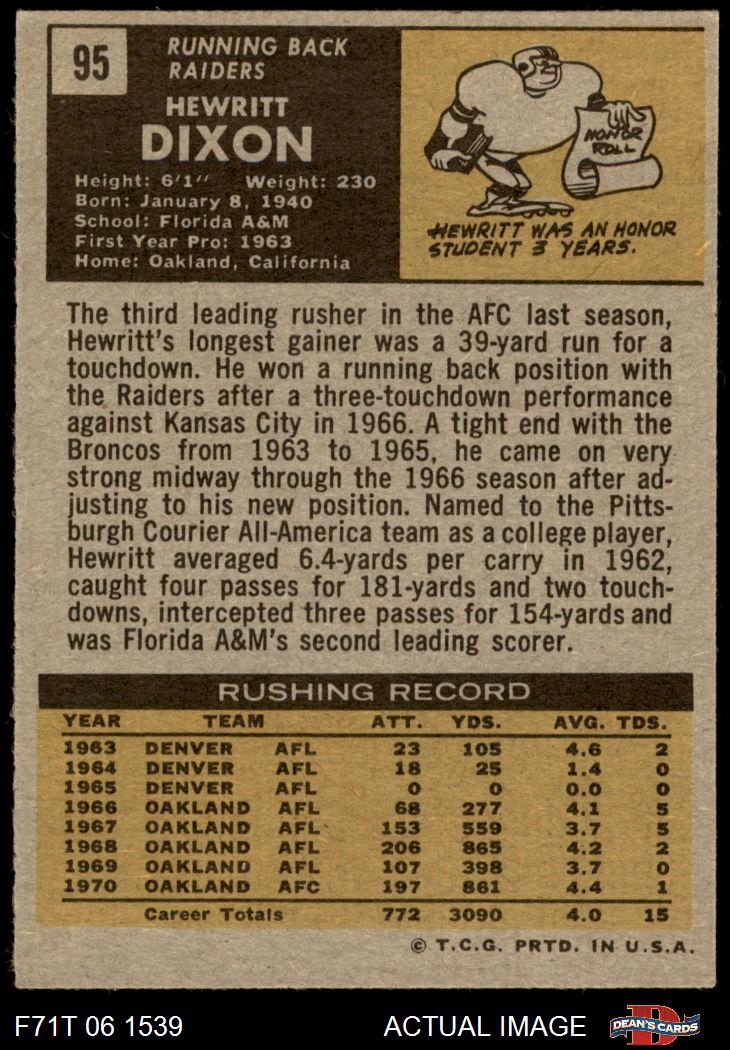 95
RUNNING BACK
RAIDERS
HEWRITT
DIXON
Height: 6'1" Weight: 230
Born: January 8, 1940
School: Florida A&M
First Year Pro: 1963
Home: Oakland, California
HONOR
ROLL
HEWRITT WAS AN HONOR
STUDENT 3 YEARS.
The third leading rusher in the AFC last season,
Hewritt's longest gainer was a 39-yard run for a
touchdown. He won a running back position with
the Raiders after a three-touchdown performance
against Kansas City in 1966. A tight end with the
Broncos from 1963 to 1965, he came on very
strong midway through the 1966 season after ad-
justing to his new position. Named to the Pitts-
burgh Courier All-America team as a college player,
Hewritt averaged 6.4-yards per carry in 1962,
caught four passes for 181-yards and two touch-
downs, intercepted three passes for 154-yards and
was Florida A&M's second leading scorer.
RUSHING RECORD
YEAR TEAM ATT. YDS. AVG. TDS.
1963 DENVER AFL 23 105 4.6 2
1964 DENVER AFL 18 25 1.4 0
1965 DENVER AFL 0 0 0.0 0
1966 OAKLAND AFL 68 277 4.1 5
1967 OAKLAND AFL 153 559 3.7 5
1968 OAKLAND AFL 206 865 4.2 2
1969 OAKLAND AFL 107 398 3.7 0
1970 OAKLAND AFC 197 861 4.4 1
Career Totals 772 3090 4.0 15
© T.C.G. PRTD. IN U.S.A.
F71T 06 1539 ACTUAL IMAGE
D
DEAN'S CARDS